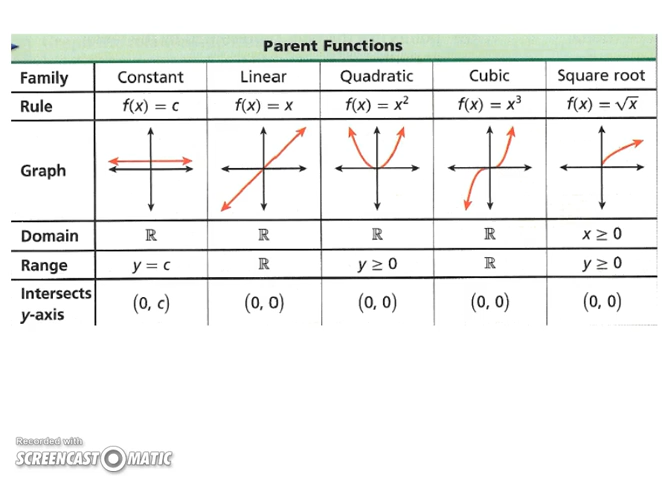 Parent Functions
Family Constant Linear Quadratic Cubic Square root
Rule f(x) = c f(x) = x f(x) = x² f(x) = x³ f(x) = √x
Graph
Domain ℝ ℝ ℝ ℝ x ≥ 0
Range y = c ℝ y ≥ 0 ℝ y ≥ 0
Intersects y-axis (0, c) (0, 0) (0, 0) (0, 0) (0, 0)
Recorded with
SCREENCAST-O-MATIC